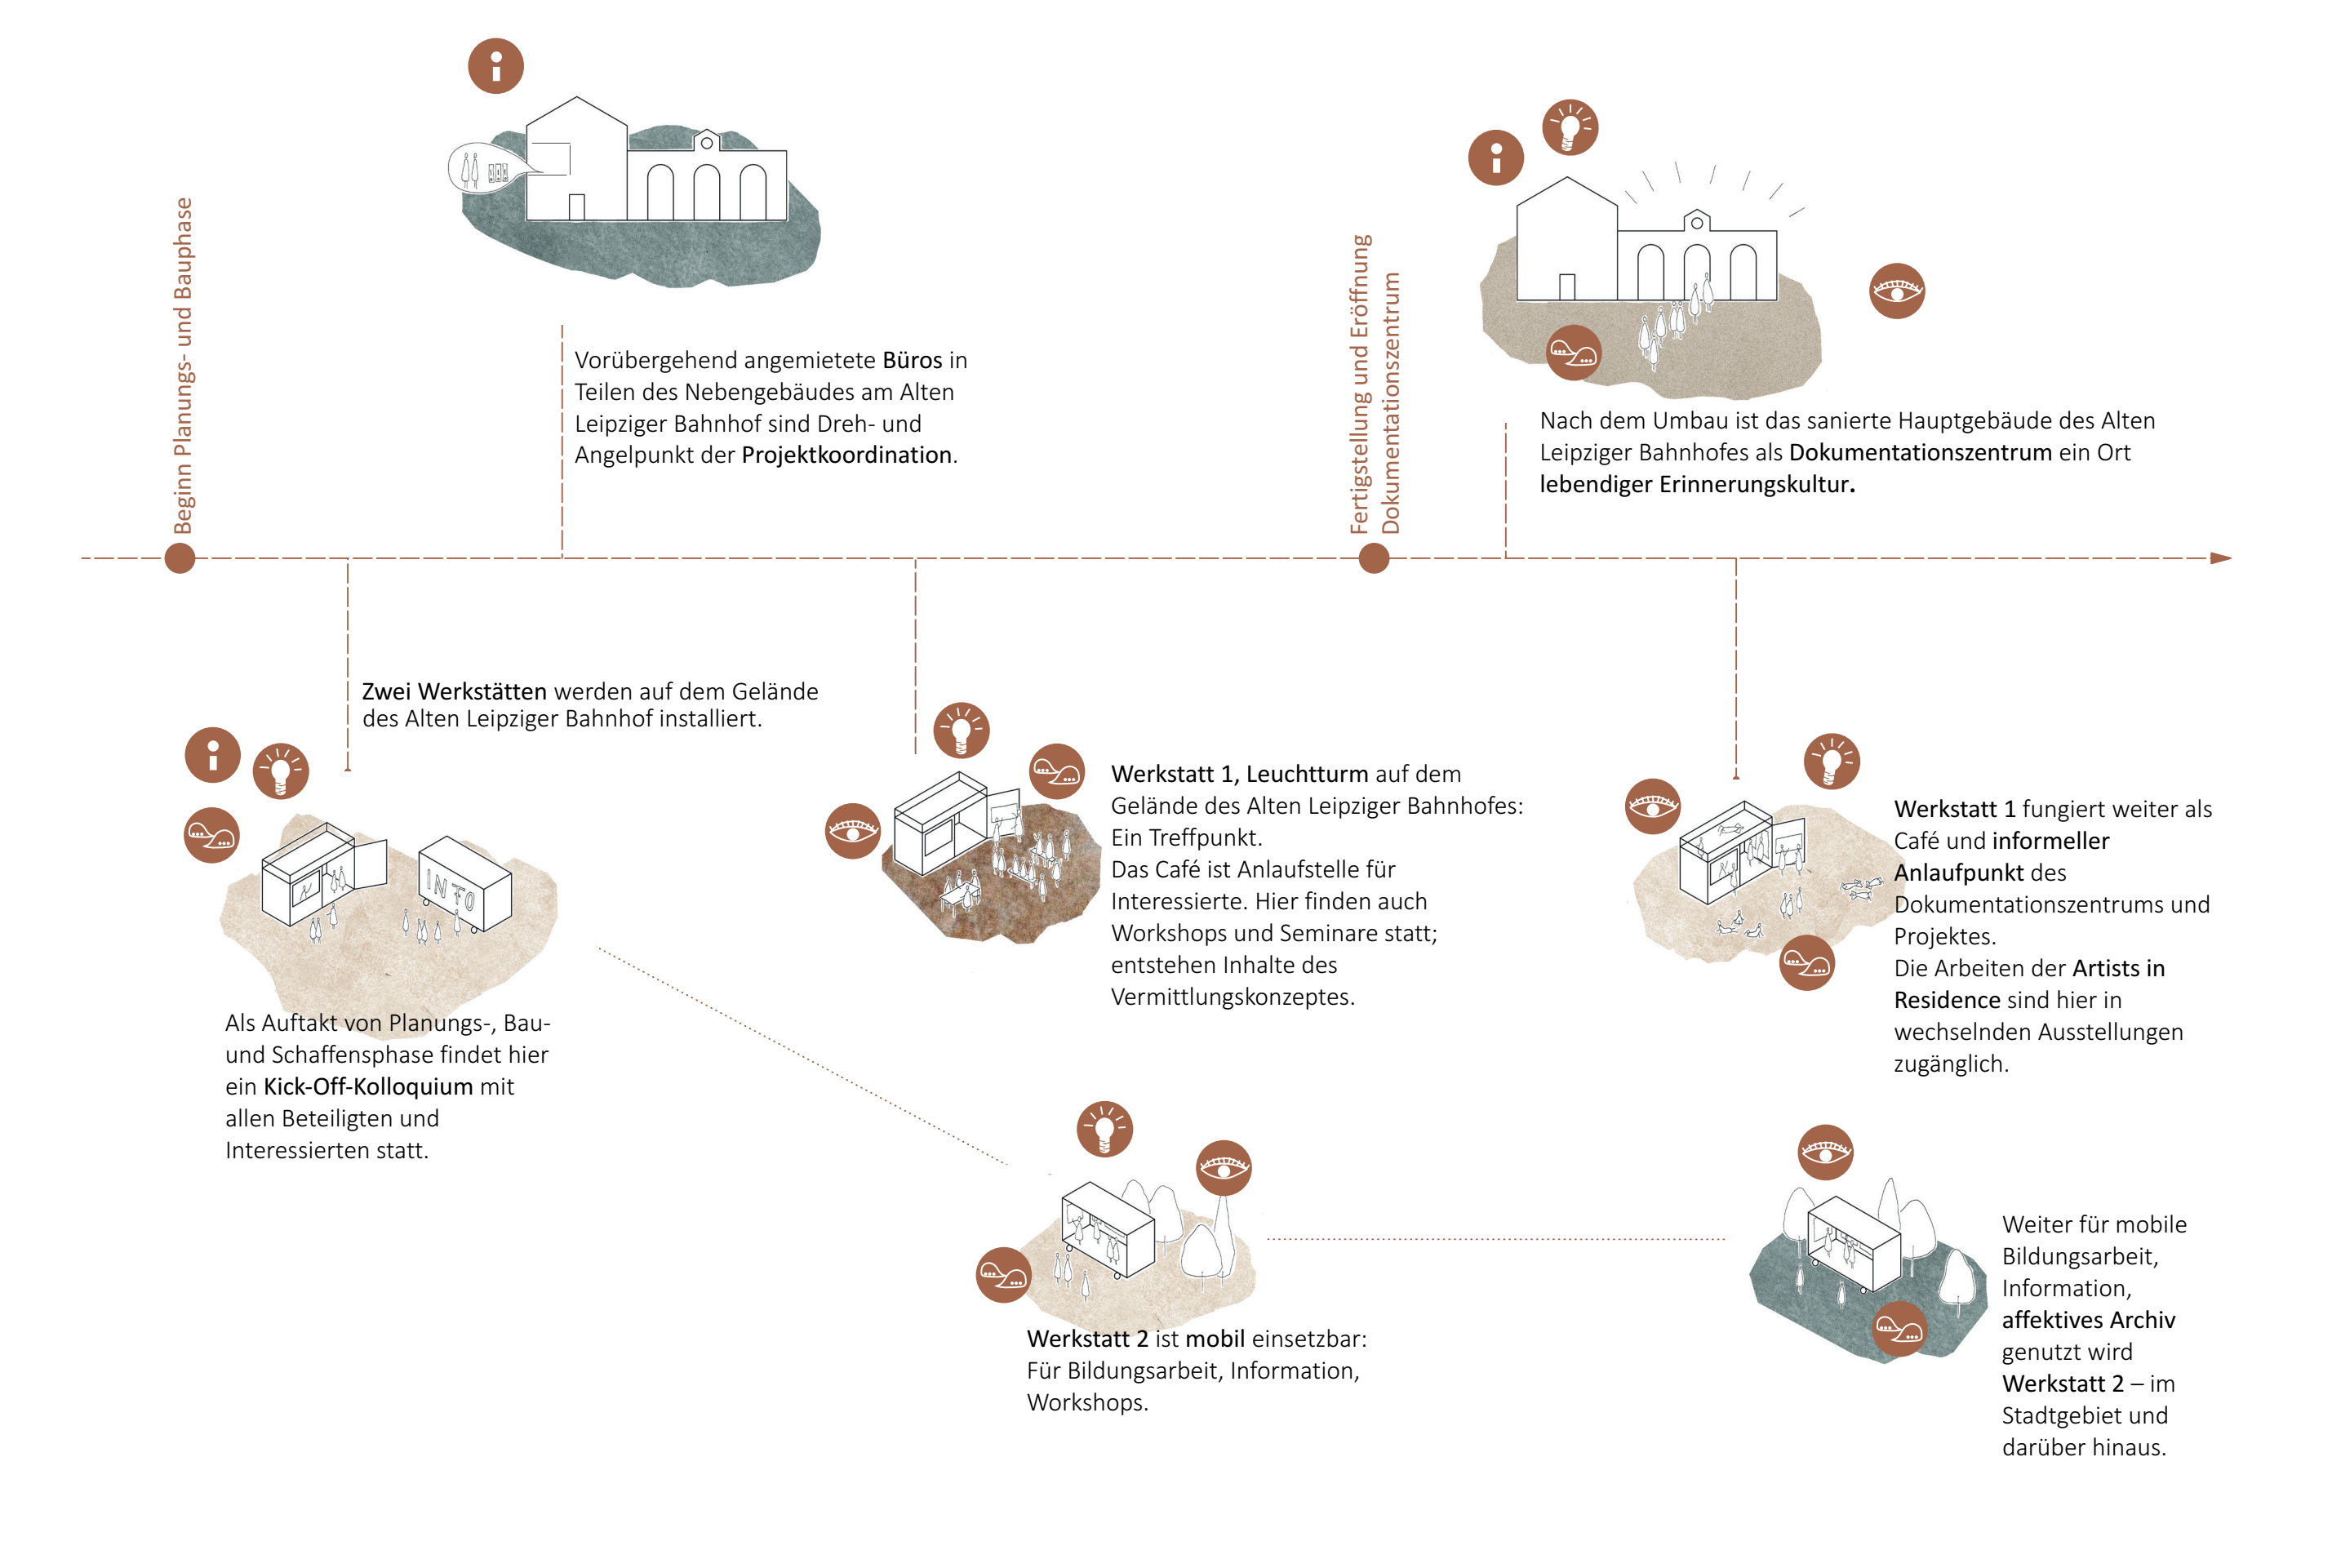 Beginn Planungs- und Bauphase
Vorübergehend angemietete Büros in
Teilen des Nebengebäudes am Alten
Leipziger Bahnhof sind Dreh- und
Angelpunkt der Projektkoordination.
Fertigstellung und Eröffnung
Dokumentationszentrum
Nach dem Umbau ist das sanierte Hauptgebäude des Alten
Leipziger Bahnhofes als Dokumentationszentrum ein Ort
lebendiger Erinnerungskultur.
Zwei Werkstätten werden auf dem Gelände
des Alten Leipziger Bahnhof installiert.
INFO
Als Auftakt von Planungs-, Bau-
und Schaffensphase findet hier
ein Kick-Off-Kolloquium mit
allen Beteiligten und
Interessierten statt.
Werkstatt 1, Leuchtturm auf dem
Gelände des Alten Leipziger Bahnhofes:
Ein Treffpunkt.
Das Café ist Anlaufstelle für
Interessierte. Hier finden auch
Workshops und Seminare statt;
entstehen Inhalte des
Vermittlungskonzeptes.
Werkstatt 1 fungiert weiter als
Café und informeller
Anlaufpunkt des
Dokumentationszentrums und
Projektes.
Die Arbeiten der Artists in
Residence sind hier in
wechselnden Ausstellungen
zugänglich.
Werkstatt 2 ist mobil einsetzbar:
Für Bildungsarbeit, Information,
Workshops.
Weiter für mobile
Bildungsarbeit,
Information,
affektives Archiv
genutzt wird
Werkstatt 2 – im
Stadtgebiet und
darüber hinaus.